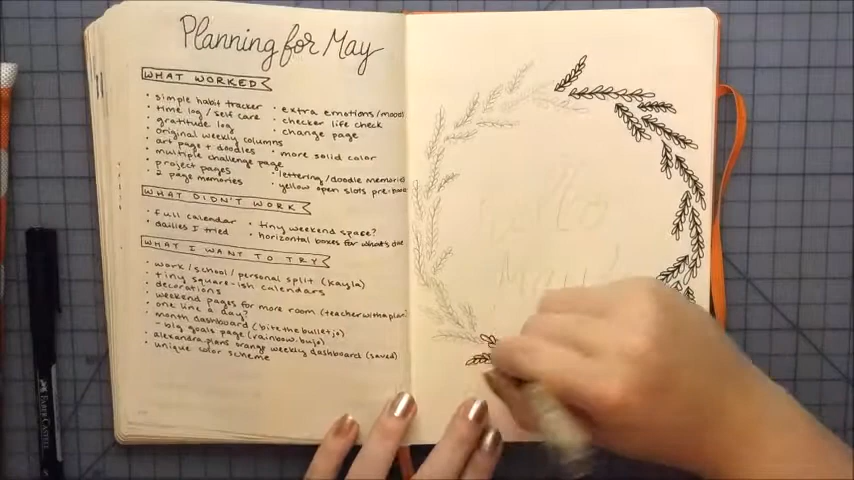 Planning for May
WHAT WORKED
• simple habit tracker
• time log / self care
gratitude log
• original weekly columns
• art page + doodles
• multiple challenge page
• project pages
• 2 page memories
• extra emotions/mood
• checker life check
• change page
• more solid color
• lettering/doodle memories
• yellow open slots pre-book
WHAT DIDN'T WORK
• full calendar
• dailies I tried
• tiny weekend space?
• horizontal boxes for what's due
WHAT I WANT TO TRY
• work/school/personal split (kayla)
• tiny square-ish calendars
• decorations
• weekend pages for more room (teacherwithaplan
• one line a day?
• month dashboard (bitethebulletjo)
- big goals page (rainbow.bujo)
• alexandra.plans orange weekly dashboard (saved)
• unique color scheme
FABER-CASTELL